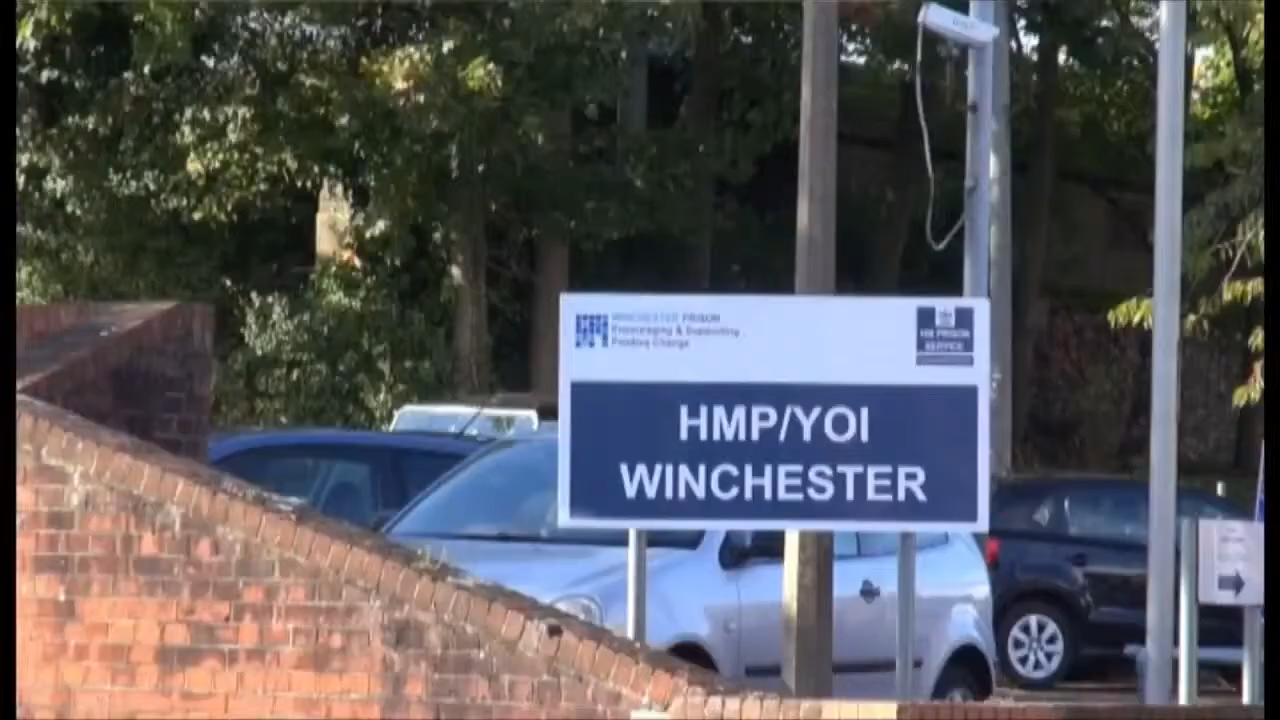 WINCHESTER PRISON
Encouraging & Supporting
Positive Change
HM PRISON
SERVICE
HMP/YOI
WINCHESTER